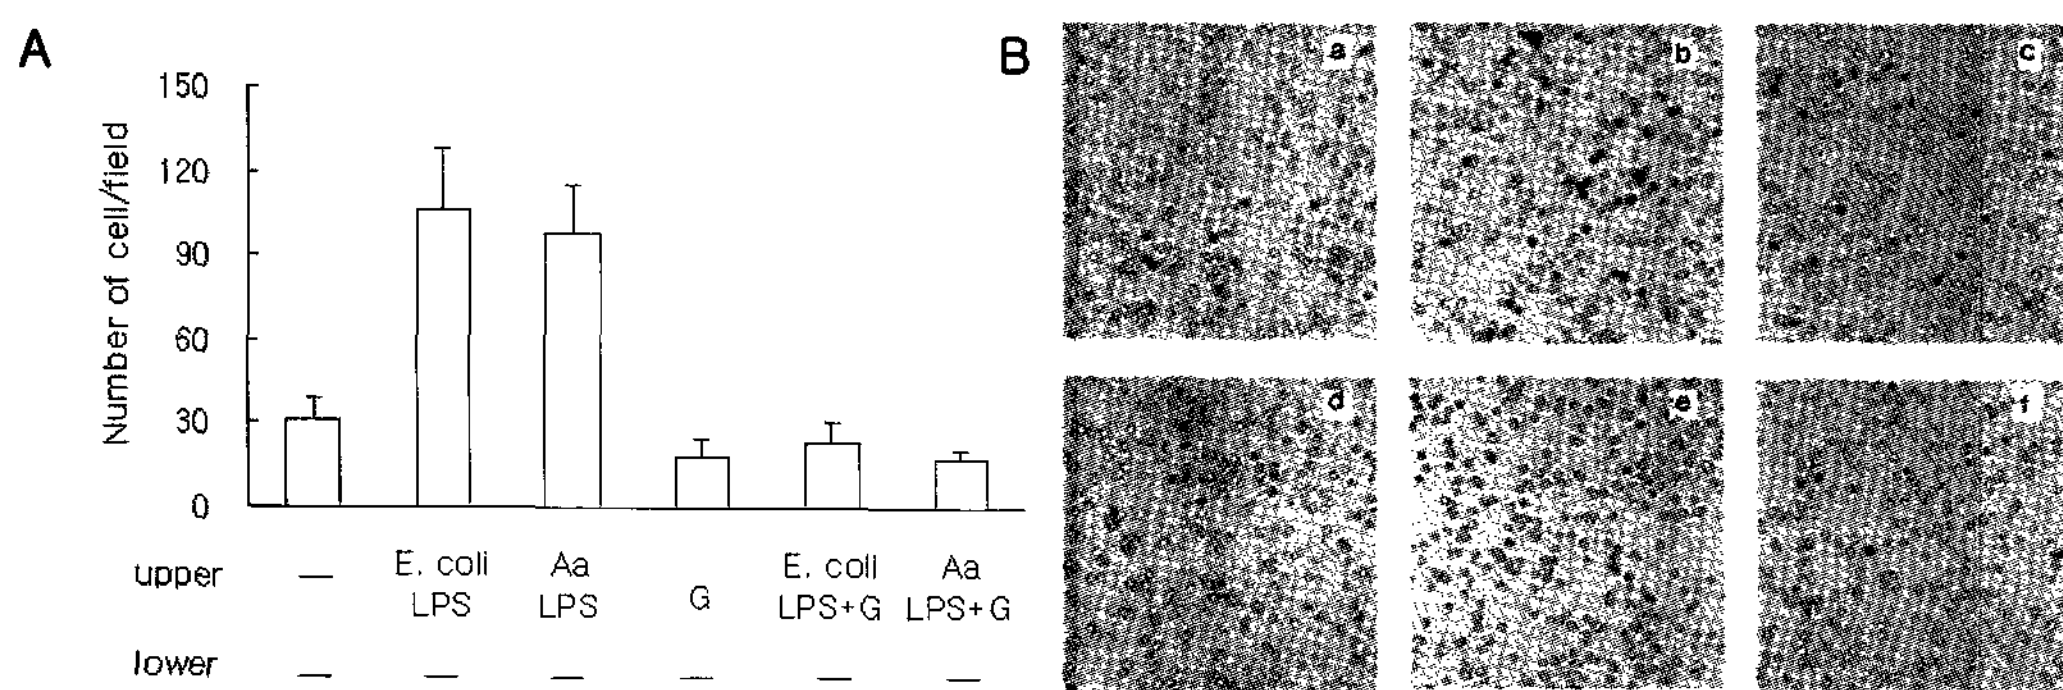 A
B
Number of cell/field
150
120
90
60
30
0
upper
—
E. coli
LPS
Aa
LPS
G
E. coli
LPS+G
Aa
LPS+G
lower
— — — — — —
a
b
c
d
e
f